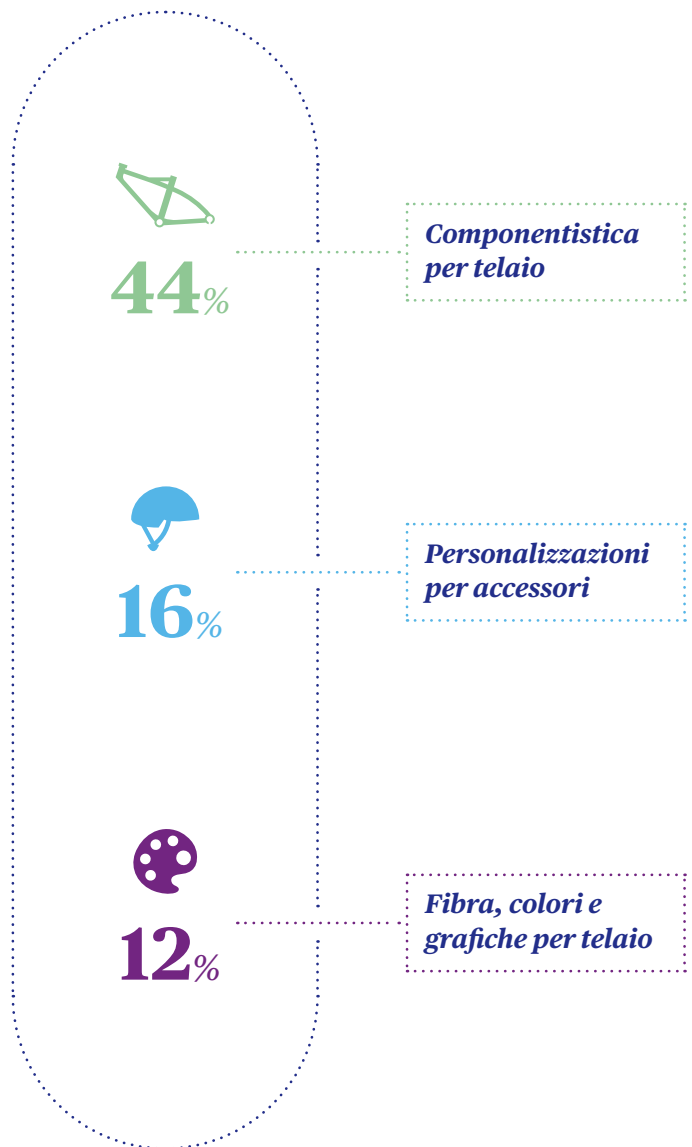 44%
Componentistica
per telaio
16%
Personalizzazioni
per accessori
12%
Fibra, colori e
grafiche per telaio